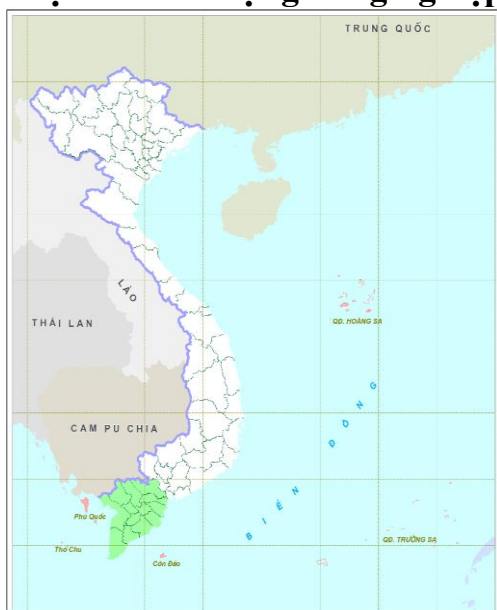 TRUNG QUỐC
LÀO
THÁI LAN
QĐ. HOÀNG SA
CAM PU CHIA
BIỂN ĐÔNG
Phú Quốc
QĐ. TRƯỜNG SA
Thổ Chu
Côn Đảo